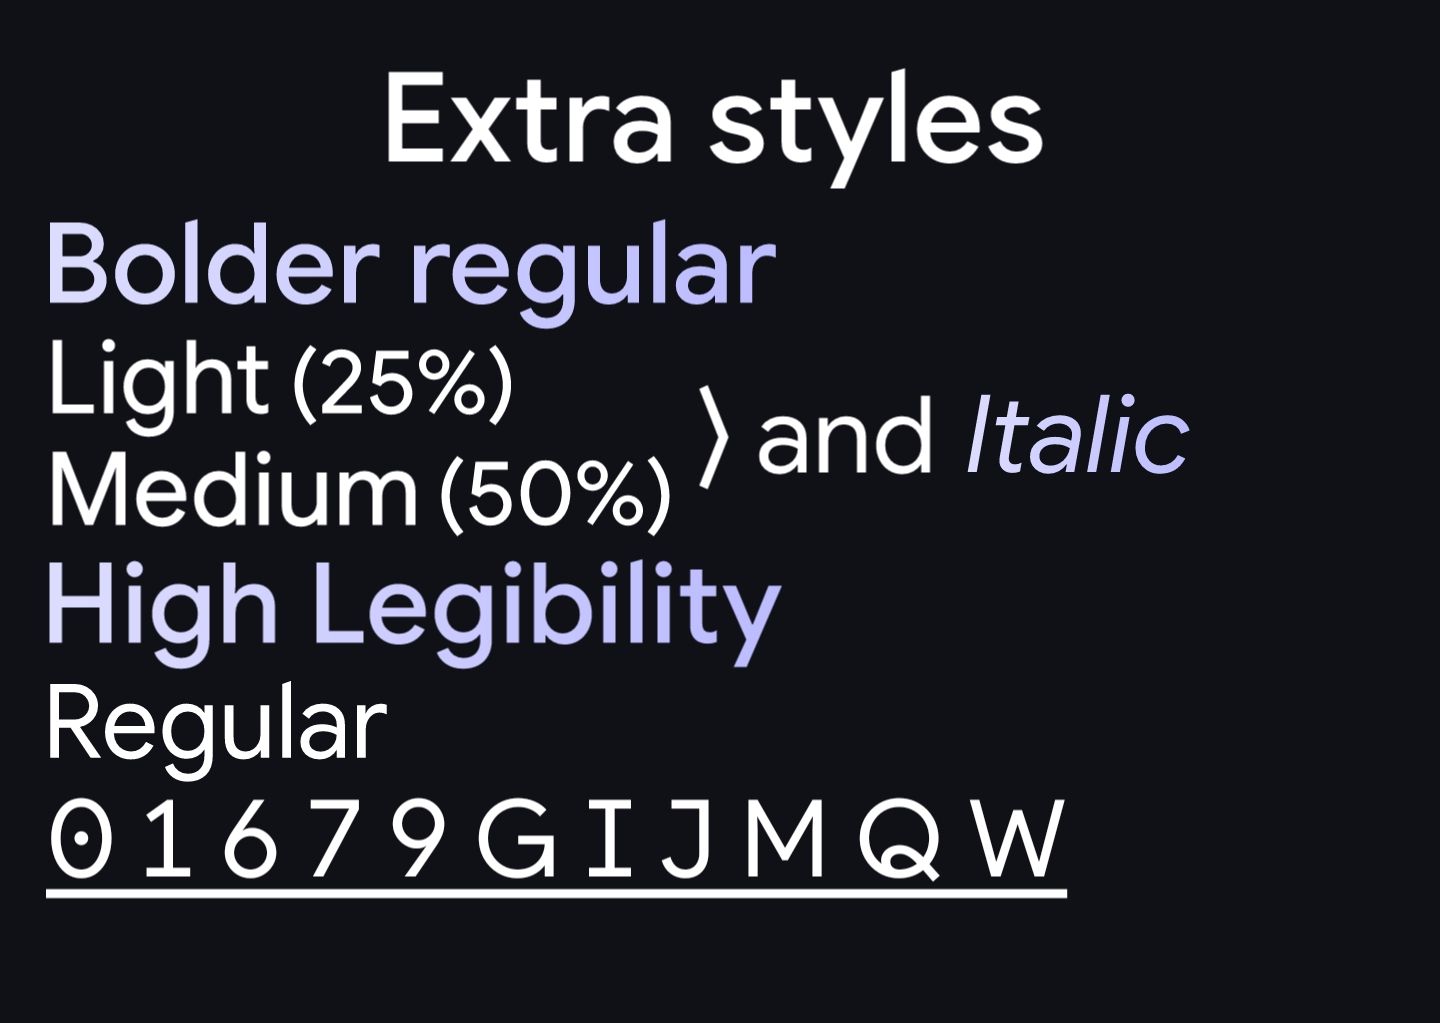 Extra styles
Bolder regular
Light (25%)
Medium (50%)
⟩ and Italic
High Legibility
Regular
0 1 6 7 9 G I J M Q W